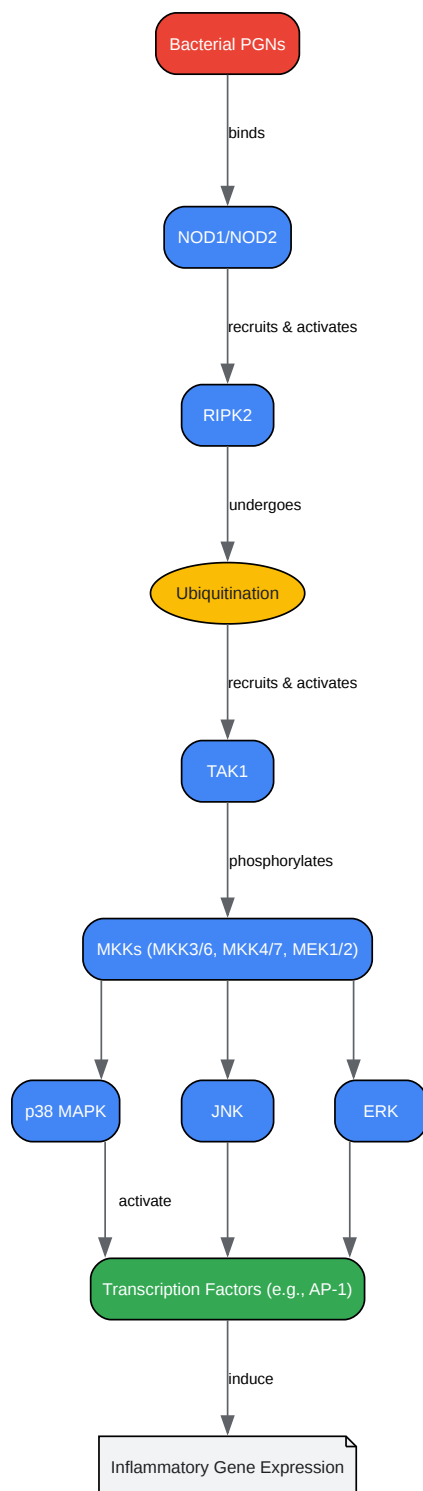 Bacterial PGNs
binds
NOD1/NOD2
recruits & activates
RIPK2
undergoes
Ubiquitination
recruits & activates
TAK1
phosphorylates
MKKs (MKK3/6, MKK4/7, MEK1/2)
p38 MAPK
JNK
ERK
activate
Transcription Factors (e.g., AP-1)
induce
Inflammatory Gene Expression